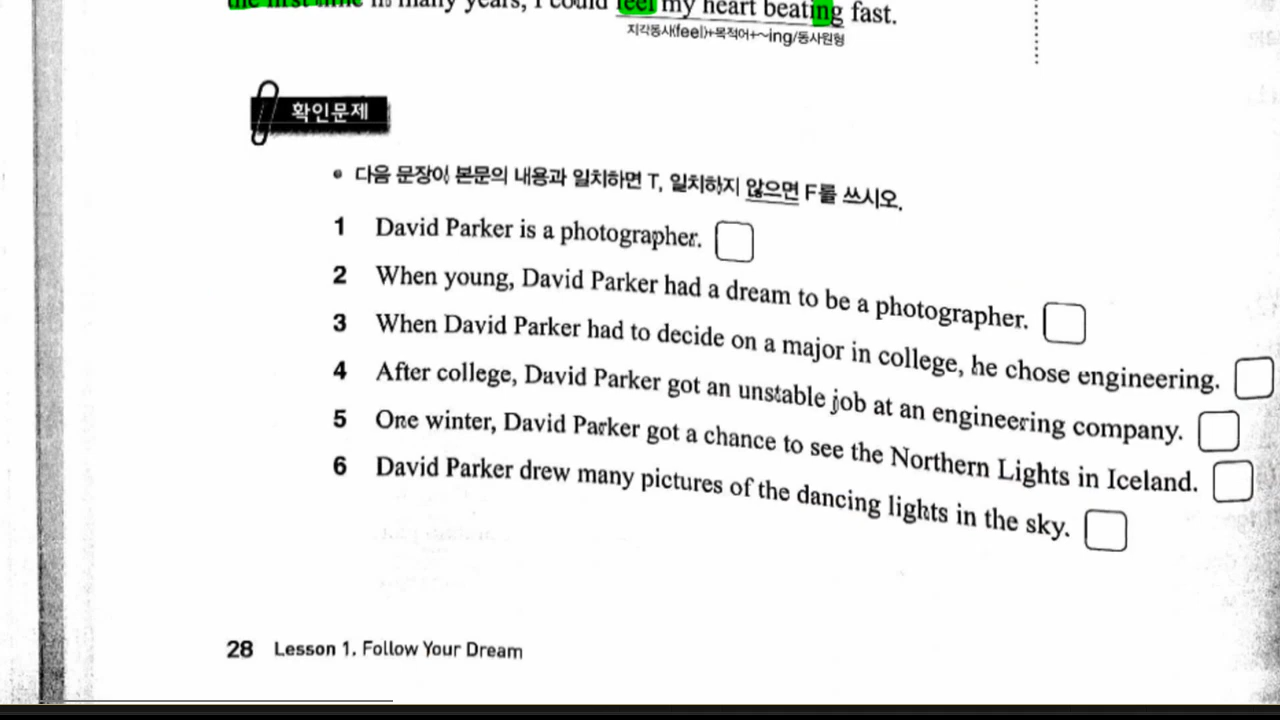 the first time in many years, I could feel my heart beating fast.
지각동사(feel)+목적어+~ing/동사원형
확인문제
• 다음 문장이 본문의 내용과 일치하면 T, 일치하지 않으면 F를 쓰시오.
1 David Parker is a photographer.
2 When young, David Parker had a dream to be a photographer.
3 When David Parker had to decide on a major in college, he chose engineering.
4 After college, David Parker got an unstable job at an engineering company.
5 One winter, David Parker got a chance to see the Northern Lights in Iceland.
6 David Parker drew many pictures of the dancing lights in the sky.
28 Lesson 1. Follow Your Dream